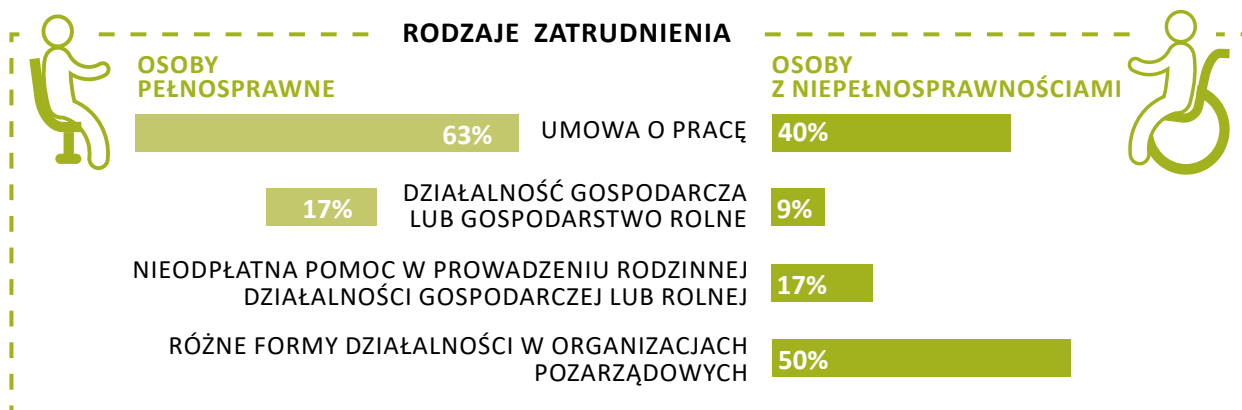 RODZAJE ZATRUDNIENIA
OSOBY
PEŁNOSPRAWNE
OSOBY
Z NIEPEŁNOSPRAWNOŚCIAMI
63%
UMOWA O PRACĘ
40%
17%
DZIAŁALNOŚĆ GOSPODARCZA
LUB GOSPODARSTWO ROLNE
9%
NIEODPŁATNA POMOC W PROWADZENIU RODZINNEJ
DZIAŁALNOŚCI GOSPODARCZEJ LUB ROLNEJ
17%
RÓŻNE FORMY DZIAŁALNOŚCI W ORGANIZACJACH
POZARZĄDOWYCH
50%